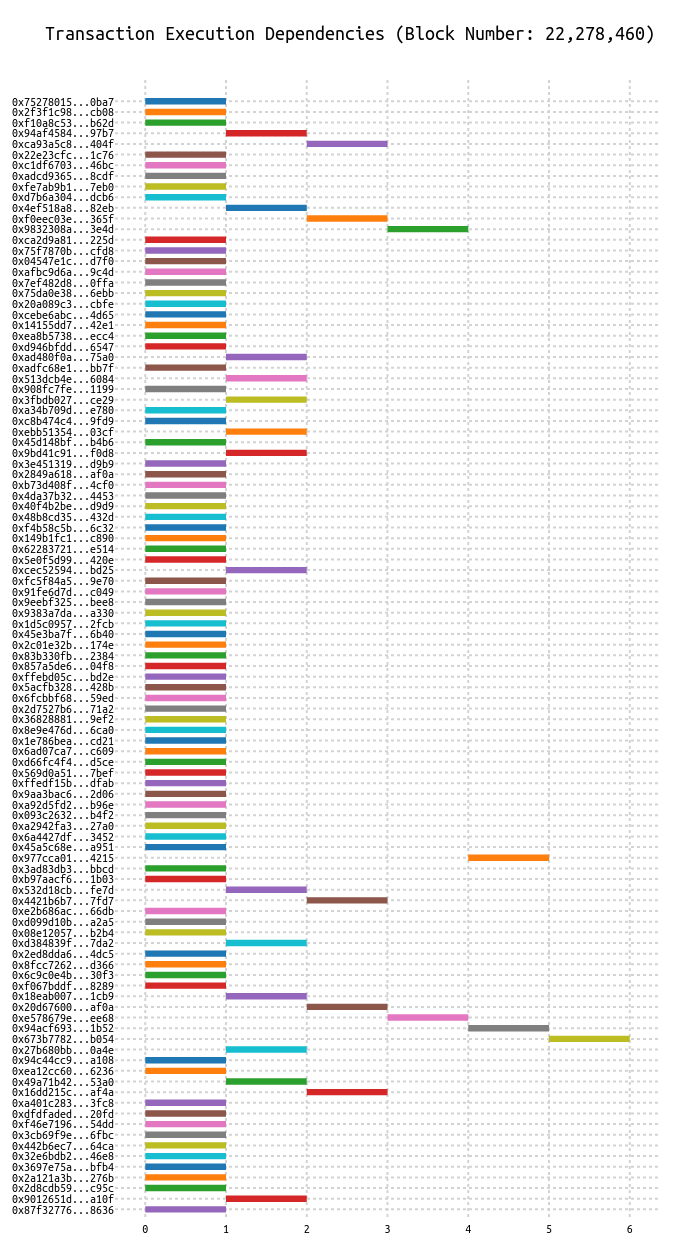 Transaction Execution Dependencies (Block Number: 22,278,460)
0x75278015...0ba7
0x2f3f1c98...cb08
0xf10a8c53...b62d
0x94af4584...97b7
0xca93a5c8...404f
0x22e23cfc...1c76
0xc1df6703...46bc
0xadcd9365...8cdf
0xfe7ab9b1...7eb0
0xd7b6a304...dcb6
0x4ef518a8...82eb
0xf0eec03e...365f
0x9832308a...3e4d
0xca2d9a81...225d
0x75f7870b...cfd8
0x04547e1c...d7f0
0xafbc9d6a...9c4d
0x7ef482d8...0ffa
0x75da0e38...6ebb
0x20a089c3...cbfe
0xcebe6abc...4d65
0x14155dd7...42e1
0xea8b5738...ecc4
0xd946bfdd...6547
0xad480f0a...75a0
0xadfc68e1...bb7f
0x513dcb4e...6084
0x908fc7fe...1199
0x3fbdb027...ce29
0xa34b709d...e780
0xc8b474c4...9fd9
0xebb51354...03cf
0x45d148bf...b4b6
0x9bd41c91...f0d8
0x3e451319...d9b9
0x2849a618...af0a
0xb73d408f...4cf0
0x4da37b32...4453
0x40f4b2be...d9d9
0x48b8cd35...432d
0xf4b58c5b...6c32
0x149b1fc1...c890
0x62283721...e514
0x5e0f5d99...420e
0xcec52594...bd25
0xfc5f84a5...9e70
0x91fe6d7d...c049
0x9eebf325...bee8
0x9383a7da...a330
0x1d5c0957...2fcb
0x45e3ba7f...6b40
0x2c01e32b...174e
0x83b330fb...2384
0x857a5de6...04f8
0xffebd05c...bd2e
0x5acfb328...428b
0x6fcbbf68...59ed
0x2d7527b6...71a2
0x36828881...9ef2
0x8e9e476d...6ca0
0x1e786bea...cd21
0x6ad07ca7...c609
0xd66fc4f4...d5ce
0x569d0a51...7bef
0xffedf15b...dfab
0x9aa3bac6...2d06
0xa92d5fd2...b96e
0x093c2632...b4f2
0xa2942fa3...27a0
0x6a4427df...3452
0x45a5c68e...a951
0x977cca01...4215
0x3ad83db3...bbcd
0xb97aacf6...1b03
0x532d18cb...fe7d
0x4421b6b7...7fd7
0xe2b686ac...66db
0xd099d10b...a2a5
0x08e12057...b2b4
0xd384839f...7da2
0x2ed8dda6...4dc5
0x8fcc7262...d366
0x6c9c0e4b...30f3
0xf067bddf...8289
0x18eab007...1cb9
0x20d67600...af0a
0xe578679e...ee68
0x94acf693...1b52
0x673b7782...b054
0x27b680bb...0a4e
0x94c44cc9...a108
0xea12cc60...6236
0x49a71b42...53a0
0x16dd215c...af4a
0xa401c283...3fc8
0xdfdfaded...20fd
0xf46e7196...54dd
0x3cb69f9e...6fbc
0x442b6ec7...64ca
0x32e6bdb2...46e8
0x3697e75a...bfb4
0x2a121a3b...276b
0x2d8cdb59...c95c
0x9012651d...a10f
0x87f32776...8636
0 1 2 3 4 5 6